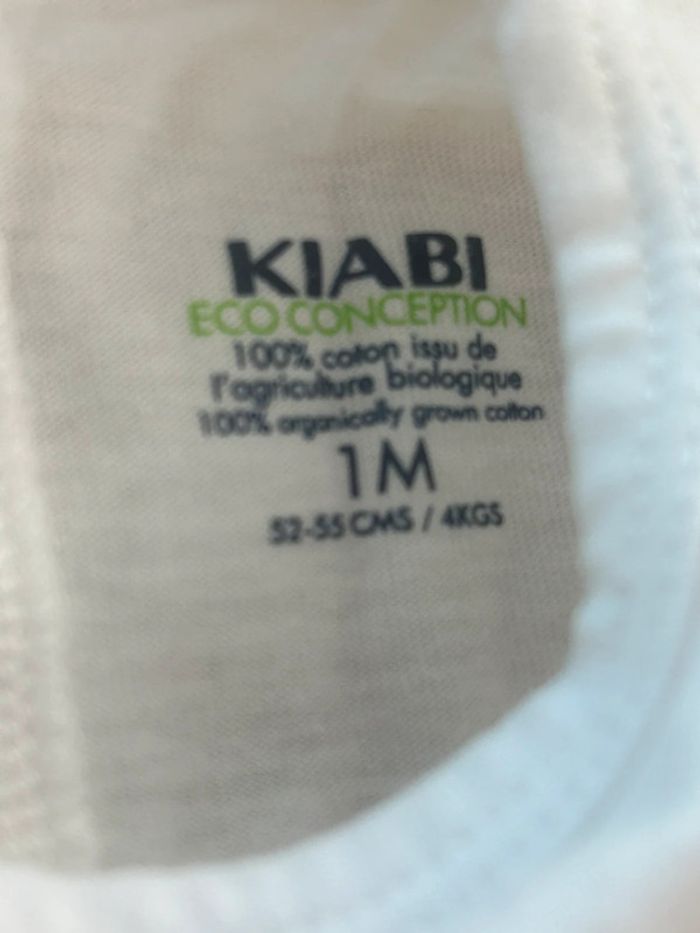 KIABI
ECO CONCEPTION
100% coton issu de
l'agriculture biologique
100% organically grown cotton
1M
52-55 CMS / 4KGS